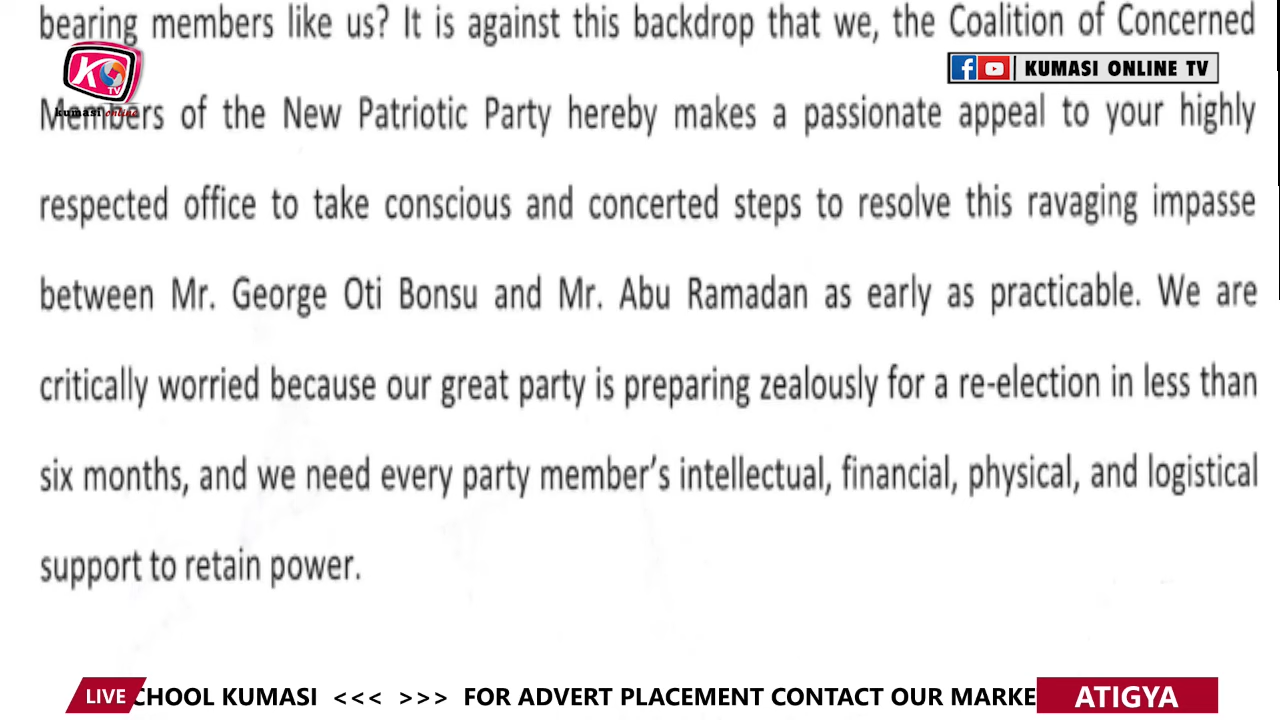 bearing members like us? It is against this backdrop that we, the Coalition of Concerned
KUMASI ONLINE TV
K
TV
kumasi online
Members of the New Patriotic Party hereby makes a passionate appeal to your highly
respected office to take conscious and concerted steps to resolve this ravaging impasse
between Mr. George Oti Bonsu and Mr. Abu Ramadan as early as practicable. We are
critically worried because our great party is preparing zealously for a re-election in less than
six months, and we need every party member's intellectual, financial, physical, and logistical
support to retain power.
LIVE CHOOL KUMASI <<< >>> FOR ADVERT PLACEMENT CONTACT OUR MARKE ATIGYA